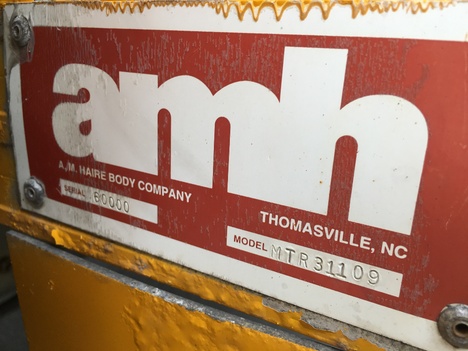 amh
A.M. HAIRE BODY COMPANY
SERIAL 60000
THOMASVILLE, NC
MODEL MTR31109